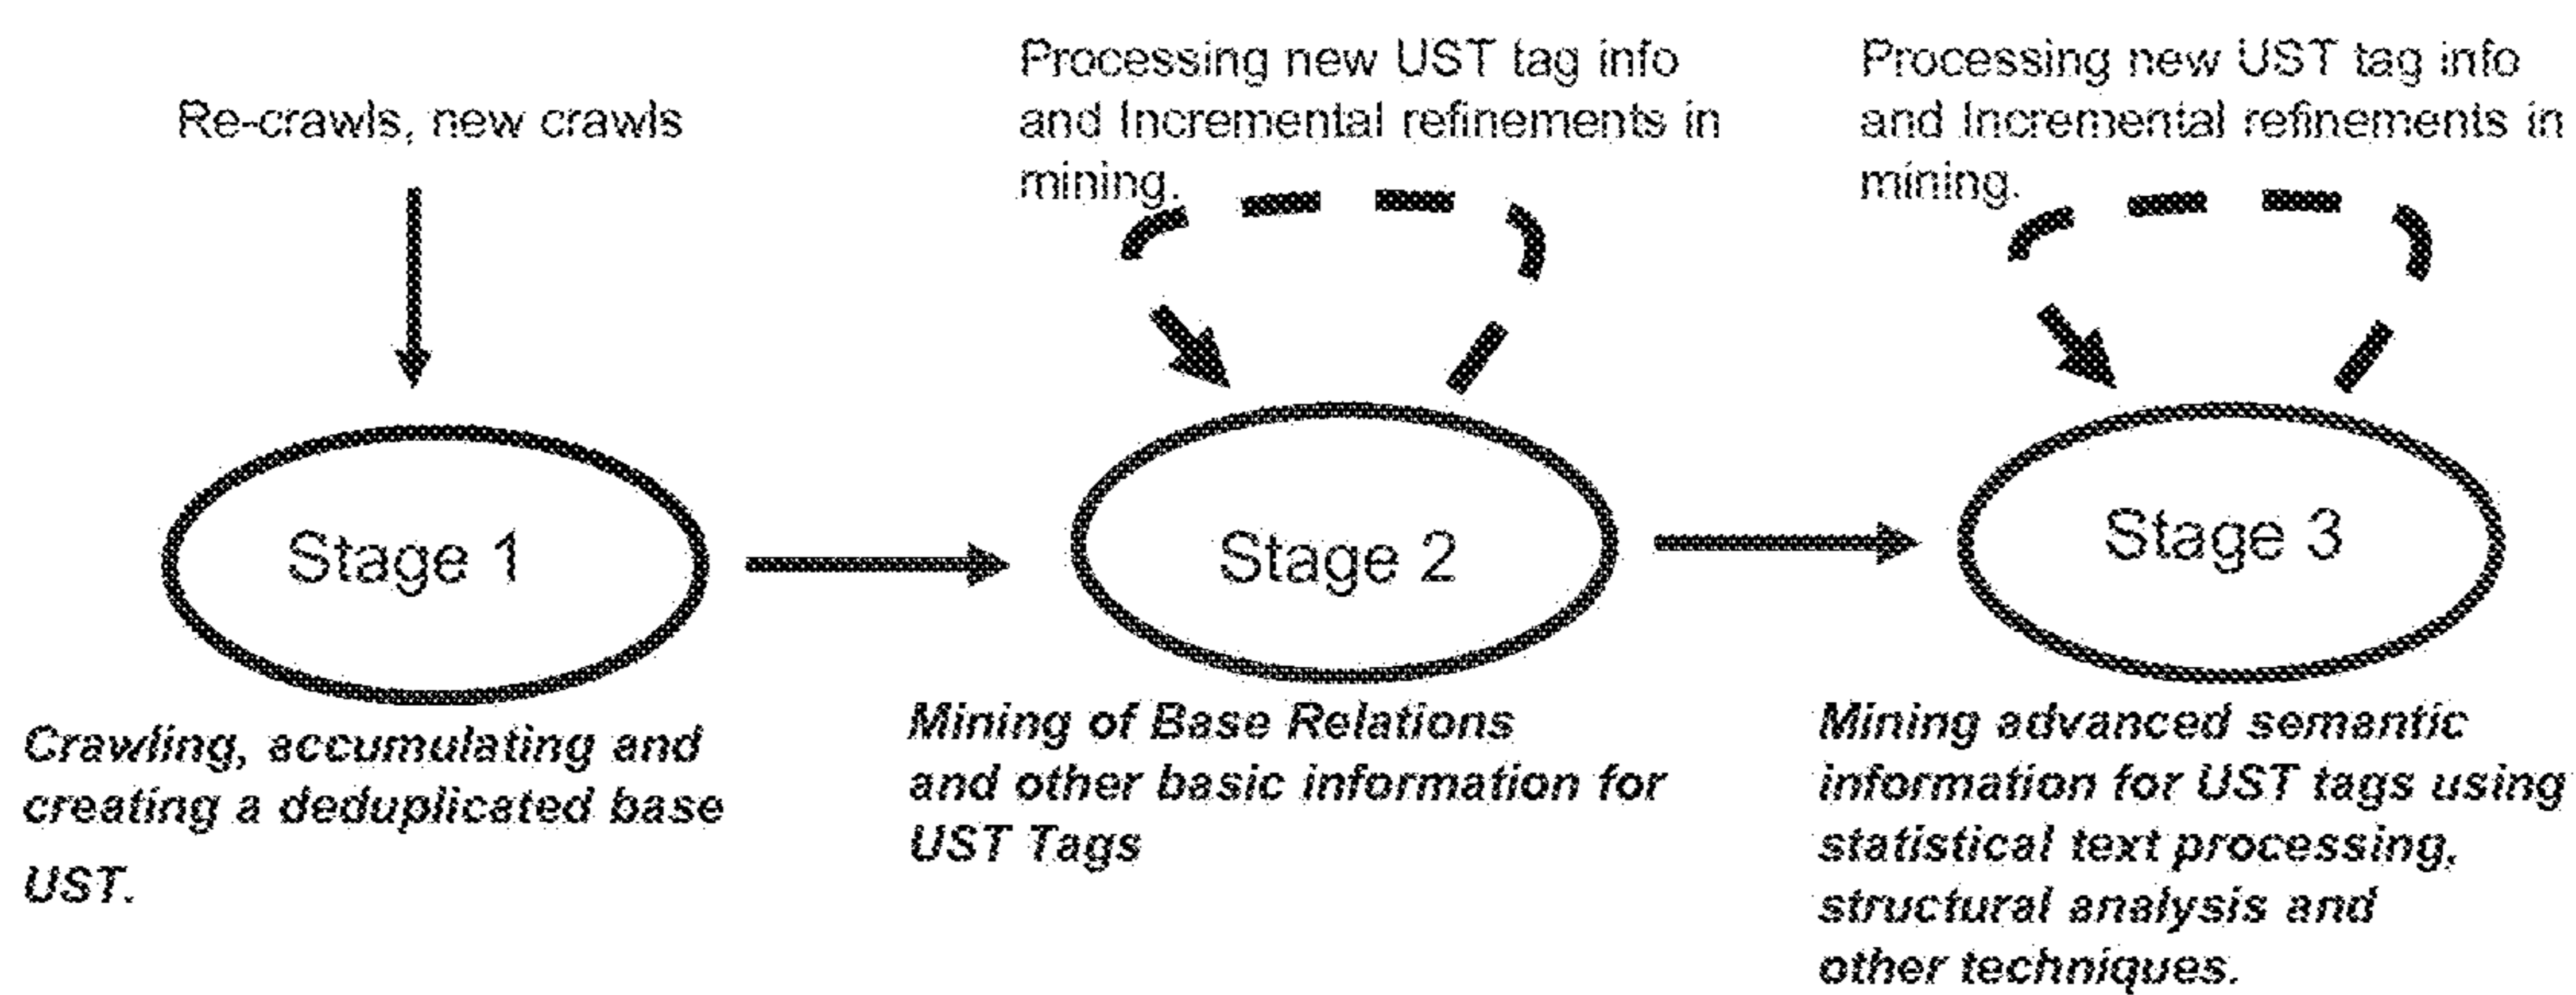 Re-crawls, new crawls
Processing new UST tag info
and Incremental refinements in
mining.
Processing new UST tag info
and Incremental refinements in
mining.
Stage 1
Stage 2
Stage 3
Crawling, accumulating and
creating a deduplicated base
UST.
Mining of Base Relations
and other basic information for
UST Tags
Mining advanced semantic
information for UST tags using
statistical text processing,
structural analysis and
other techniques.